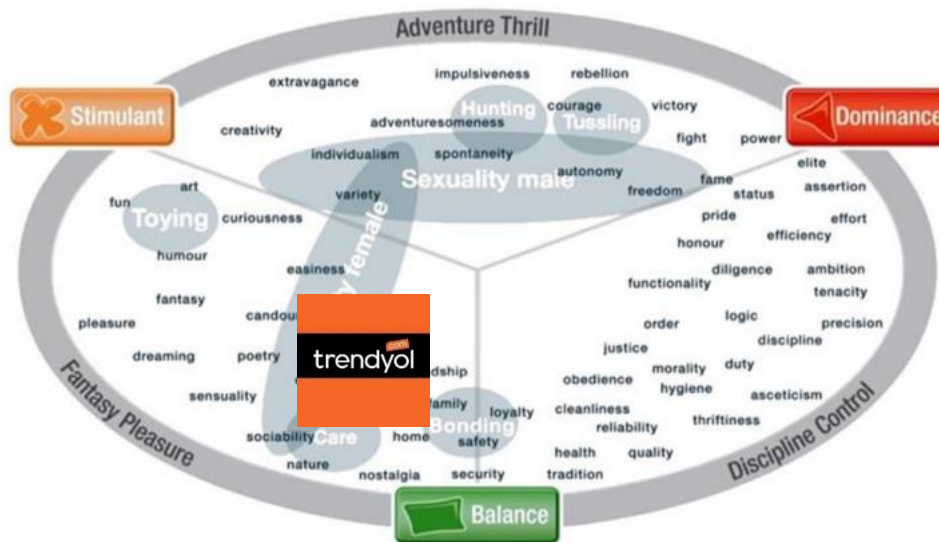 Adventure Thrill
extravagance
impulsiveness
rebellion
Stimulant
Hunting
courage
victory
Dominance
creativity
adventuresomeness
Tussling
fight
power
individualism
spontaneity
elite
art
variety
Sexuality male
autonomy
freedom
fame
status
assertion
fun
Toying
curiousness
pride
effort
honour
efficiency
humour
female
easiness
diligence
ambition
functionality
tenacity
fantasy
pleasure
order
logic
precision
trendyol
.com
dreaming
poetry
justice
discipline
morality
duty
obedience
hygiene
asceticism
sensuality
family
loyalty
cleanliness
reliability
thriftiness
Fantasy Pleasure
sociability
Care
home
Bonding
safety
health
quality
Discipline Control
nature
nostalgia
security
tradition
Balance